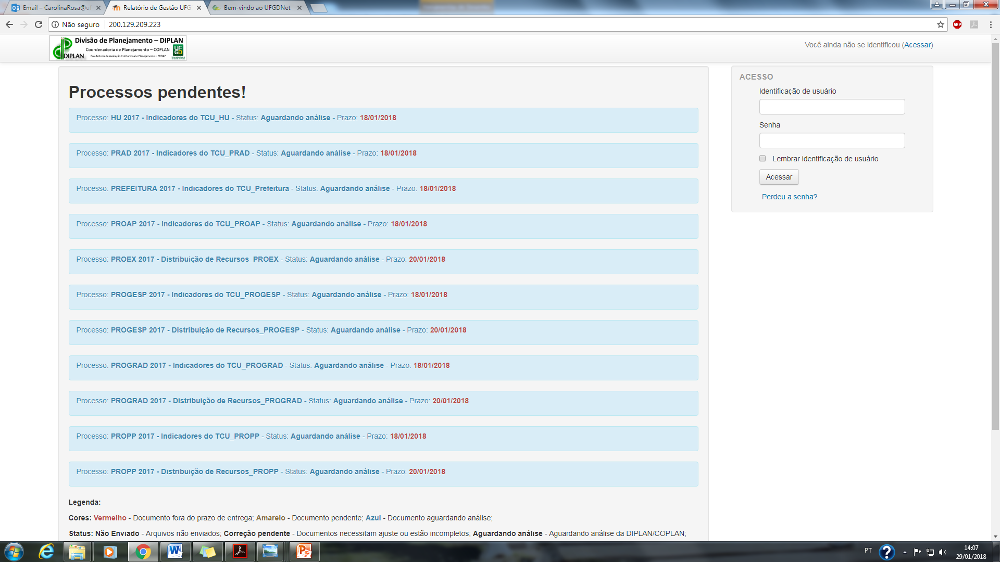 Email – CarolinaRosa@uf
Relatório de Gestão UFG
Bem-vindo ao UFGDNet
Não seguro
200.129.209.223
ABP
DIPLAN
Divisão de Planejamento – DIPLAN
Coordenadoria de Planejamento – COPLAN
Pró-Reitoria de Avaliação Institucional e Planejamento – PROAP
UFGD
Você ainda não se identificou (Acessar)
Processos pendentes!
Processo: HU 2017 - Indicadores do TCU_HU - Status: Aguardando análise - Prazo: 18/01/2018
Processo: PRAD 2017 - Indicadores do TCU_PRAD - Status: Aguardando análise - Prazo: 18/01/2018
Processo: PREFEITURA 2017 - Indicadores do TCU_Prefeitura - Status: Aguardando análise - Prazo: 18/01/2018
Processo: PROAP 2017 - Indicadores do TCU_PROAP - Status: Aguardando análise - Prazo: 18/01/2018
Processo: PROEX 2017 - Distribuição de Recursos_PROEX - Status: Aguardando análise - Prazo: 20/01/2018
Processo: PROGESP 2017 - Indicadores do TCU_PROGESP - Status: Aguardando análise - Prazo: 18/01/2018
Processo: PROGESP 2017 - Distribuição de Recursos_PROGESP - Status: Aguardando análise - Prazo: 20/01/2018
Processo: PROGRAD 2017 - Indicadores do TCU_PROGRAD - Status: Aguardando análise - Prazo: 18/01/2018
Processo: PROGRAD 2017 - Distribuição de Recursos_PROGRAD - Status: Aguardando análise - Prazo: 20/01/2018
Processo: PROPP 2017 - Indicadores do TCU_PROPP - Status: Aguardando análise - Prazo: 18/01/2018
Processo: PROPP 2017 - Distribuição de Recursos_PROPP - Status: Aguardando análise - Prazo: 20/01/2018
Legenda:
Cores: Vermelho - Documento fora do prazo de entrega; Amarelo - Documento pendente; Azul - Documento aguardando análise;
Status: Não Enviado - Arquivos não enviados; Correção pendente - Documentos necessitam ajuste ou estão incompletos; Aguardando análise - Aguardando análise da DIPLAN/COPLAN;
ACESSO
Identificação de usuário
Senha
Lembrar identificação de usuário
Acessar
Perdeu a senha?
PT
14:07
29/01/2018